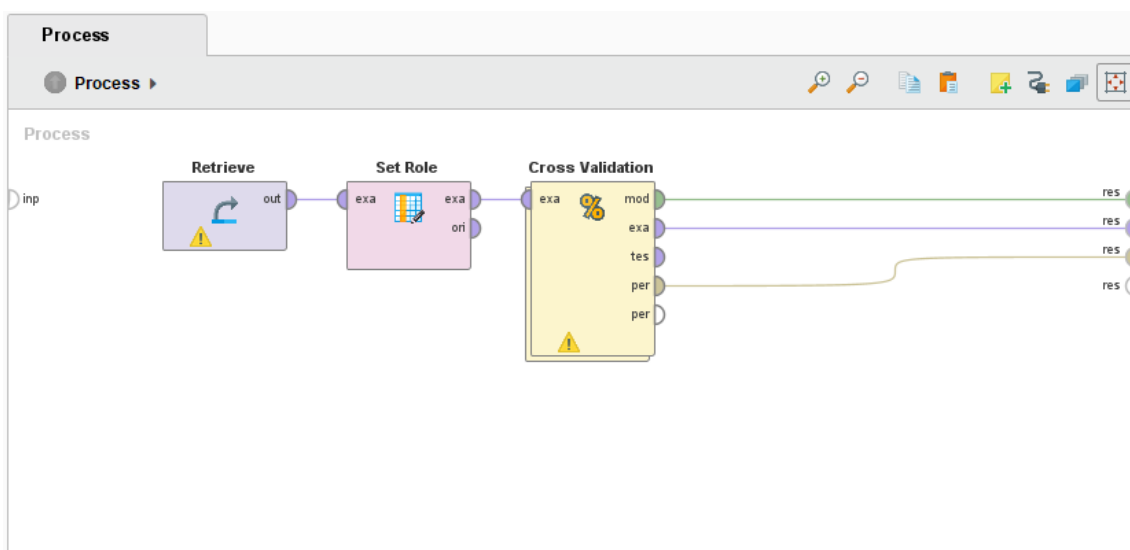 Process
Process
Process
Retrieve
Set Role
Cross Validation
inp
out
exa
exa
ori
exa
%
mod
exa
tes
per
per
res
res
res
res